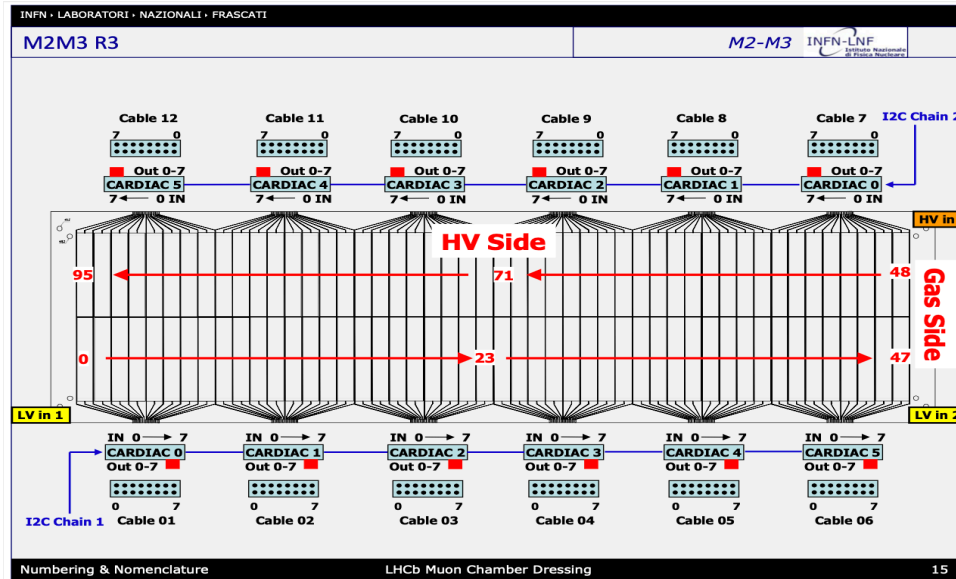 INFN • LABORATORI • NAZIONALI • FRASCATI
M2M3 R3
M2-M3
INFN-LNF
Istituto Nazionale
di Fisica Nucleare
Cable 12 Cable 11 Cable 10 Cable 9 Cable 8 Cable 7 I2C Chain 2
7 0 7 0 7 0 7 0 7 0 7 0
Out 0-7 Out 0-7 Out 0-7 Out 0-7 Out 0-7 Out 0-7
CARDIAC 5 CARDIAC 4 CARDIAC 3 CARDIAC 2 CARDIAC 1 CARDIAC 0
7 ← 0 IN 7 ← 0 IN 7 ← 0 IN 7 ← 0 IN 7 ← 0 IN 7 ← 0 IN
HV in
HV Side
95 71 48
Gas Side
0 23 47
LV in 1 LV in 2
IN 0 → 7 IN 0 → 7 IN 0 → 7 IN 0 → 7 IN 0 → 7 IN 0 → 7
CARDIAC 0 CARDIAC 1 CARDIAC 2 CARDIAC 3 CARDIAC 4 CARDIAC 5
Out 0-7 Out 0-7 Out 0-7 Out 0-7 Out 0-7 Out 0-7
0 7 0 7 0 7 0 7 0 7 0 7
I2C Chain 1 Cable 01 Cable 02 Cable 03 Cable 04 Cable 05 Cable 06
Numbering & Nomenclature LHCb Muon Chamber Dressing 15